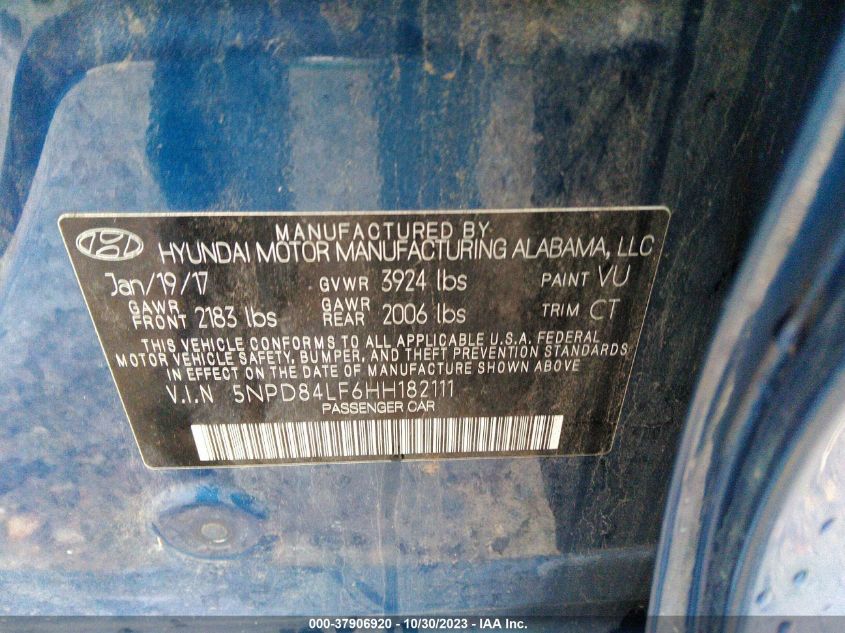 MANUFACTURED BY
HYUNDAI MOTOR MANUFACTURING ALABAMA, LLC
Jan/19/17 GVWR 3924 lbs PAINT VU
GAWR FRONT 2183 lbs GAWR REAR 2006 lbs TRIM CT
THIS VEHICLE CONFORMS TO ALL APPLICABLE U.S.A. FEDERAL
MOTOR VEHICLE SAFETY, BUMPER, AND THEFT PREVENTION STANDARDS
IN EFFECT ON THE DATE OF MANUFACTURE SHOWN ABOVE
V.I.N 5NPD84LF6HH182111
PASSENGER CAR
000-37906920 - 10/30/2023 - IAA Inc.